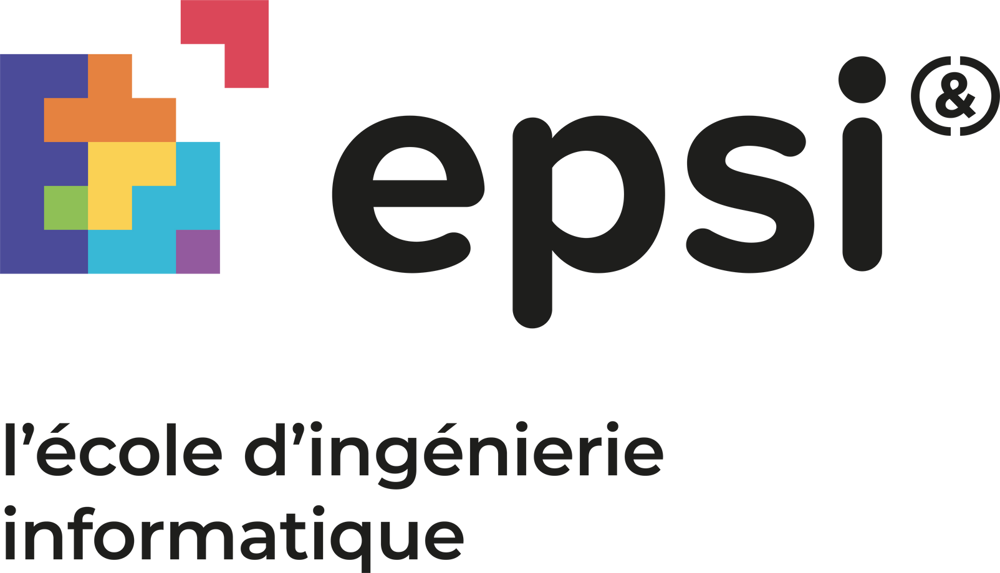 epsi &
l’école d’ingénierie
informatique